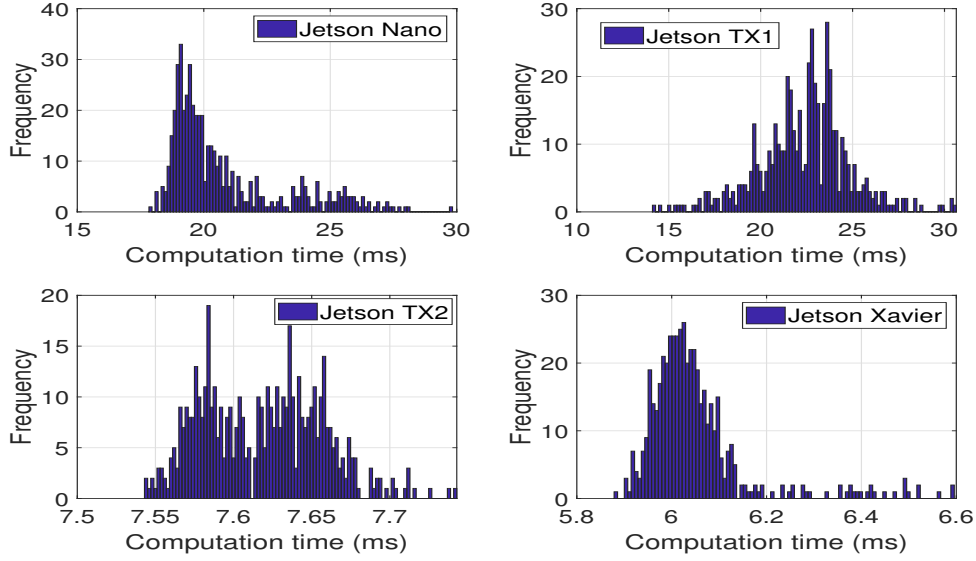 40
30
20
10
0
Frequency
Jetson Nano
15 20 25 30
Computation time (ms)
30
20
10
0
Frequency
Jetson TX1
10 15 20 25 30
Computation time (ms)
20
15
10
5
0
Frequency
Jetson TX2
7.5 7.55 7.6 7.65 7.7
Computation time (ms)
30
20
10
0
Frequency
Jetson Xavier
5.8 6 6.2 6.4 6.6
Computation time (ms)